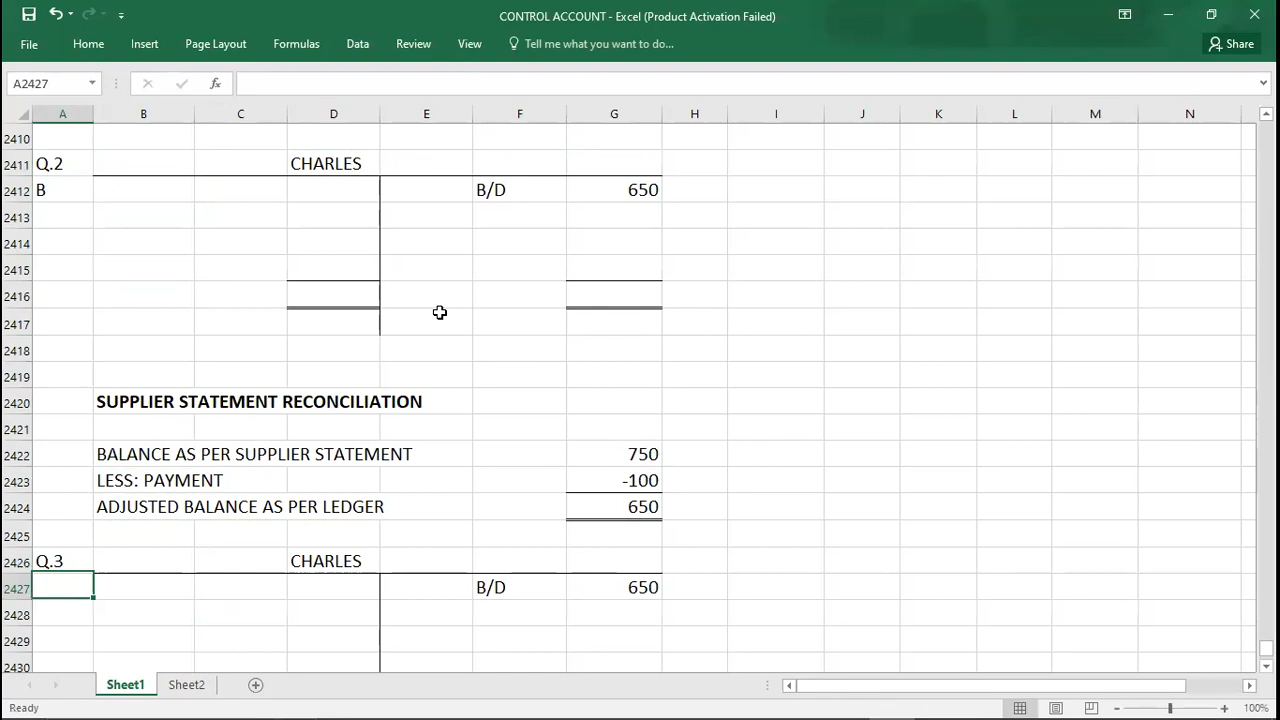 CONTROL ACCOUNT - Excel (Product Activation Failed)
File Home Insert Page Layout Formulas Data Review View Tell me what you want to do... Share
A2427 fx
A B C D E F G H I J K L M N
2410
2411 Q.2 CHARLES
2412 B B/D 650
2413
2414
2415
2416
2417
2418
2419
2420 SUPPLIER STATEMENT RECONCILIATION
2421
2422 BALANCE AS PER SUPPLIER STATEMENT 750
2423 LESS: PAYMENT -100
2424 ADJUSTED BALANCE AS PER LEDGER 650
2425
2426 Q.3 CHARLES
2427 B/D 650
2428
2429
2430
Sheet1 Sheet2
Ready 100%